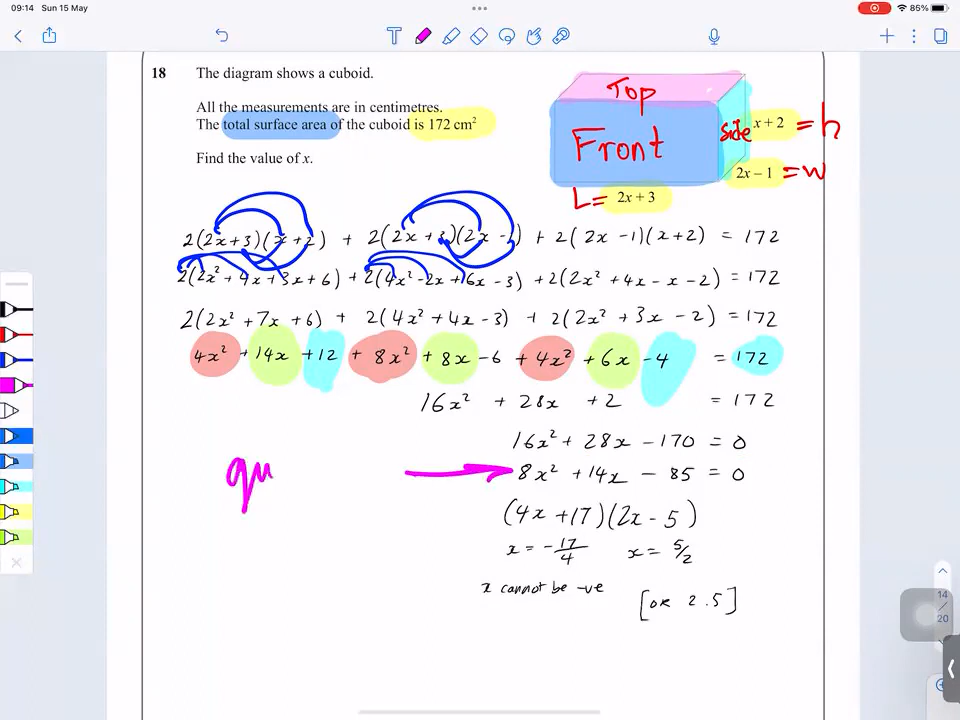 09:14 Sun 15 May
85%
18 The diagram shows a cuboid.
All the measurements are in centimetres.
The total surface area of the cuboid is 172 cm²
Find the value of x.
Top
Front
side
x + 2 = h
2x – 1 = w
L = 2x + 3
2(2x+3)(x+2) + 2(2x+3)(2x-1) + 2(2x-1)(x+2) = 172
2(2x² + 4x + 3x + 6) + 2(4x² -2x +6x -3) + 2(2x² + 4x - x - 2) = 172
2(2x² + 7x + 6) + 2(4x² + 4x - 3) + 2(2x² + 3x - 2) = 172
4x² + 14x + 12 + 8x² + 8x - 6 + 4x² + 6x - 4 = 172
16x² + 28x + 2 = 172
16x² + 28x - 170 = 0
qu
8x² + 14x - 85 = 0
(4x + 17)(2x - 5)
x = -17/4 x = 5/2
x cannot be -ve
[or 2.5]
14
/
20